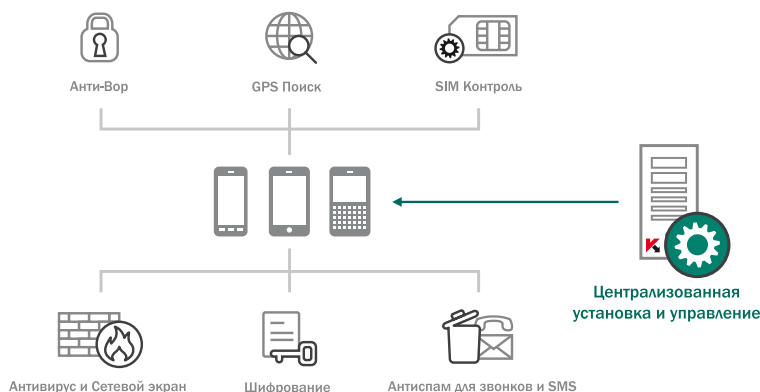 Анти-Вор
GPS Поиск
SIM Контроль
Централизованная
установка и управление
Антивирус и Сетевой экран
Шифрование
Антиспам для звонков и SMS